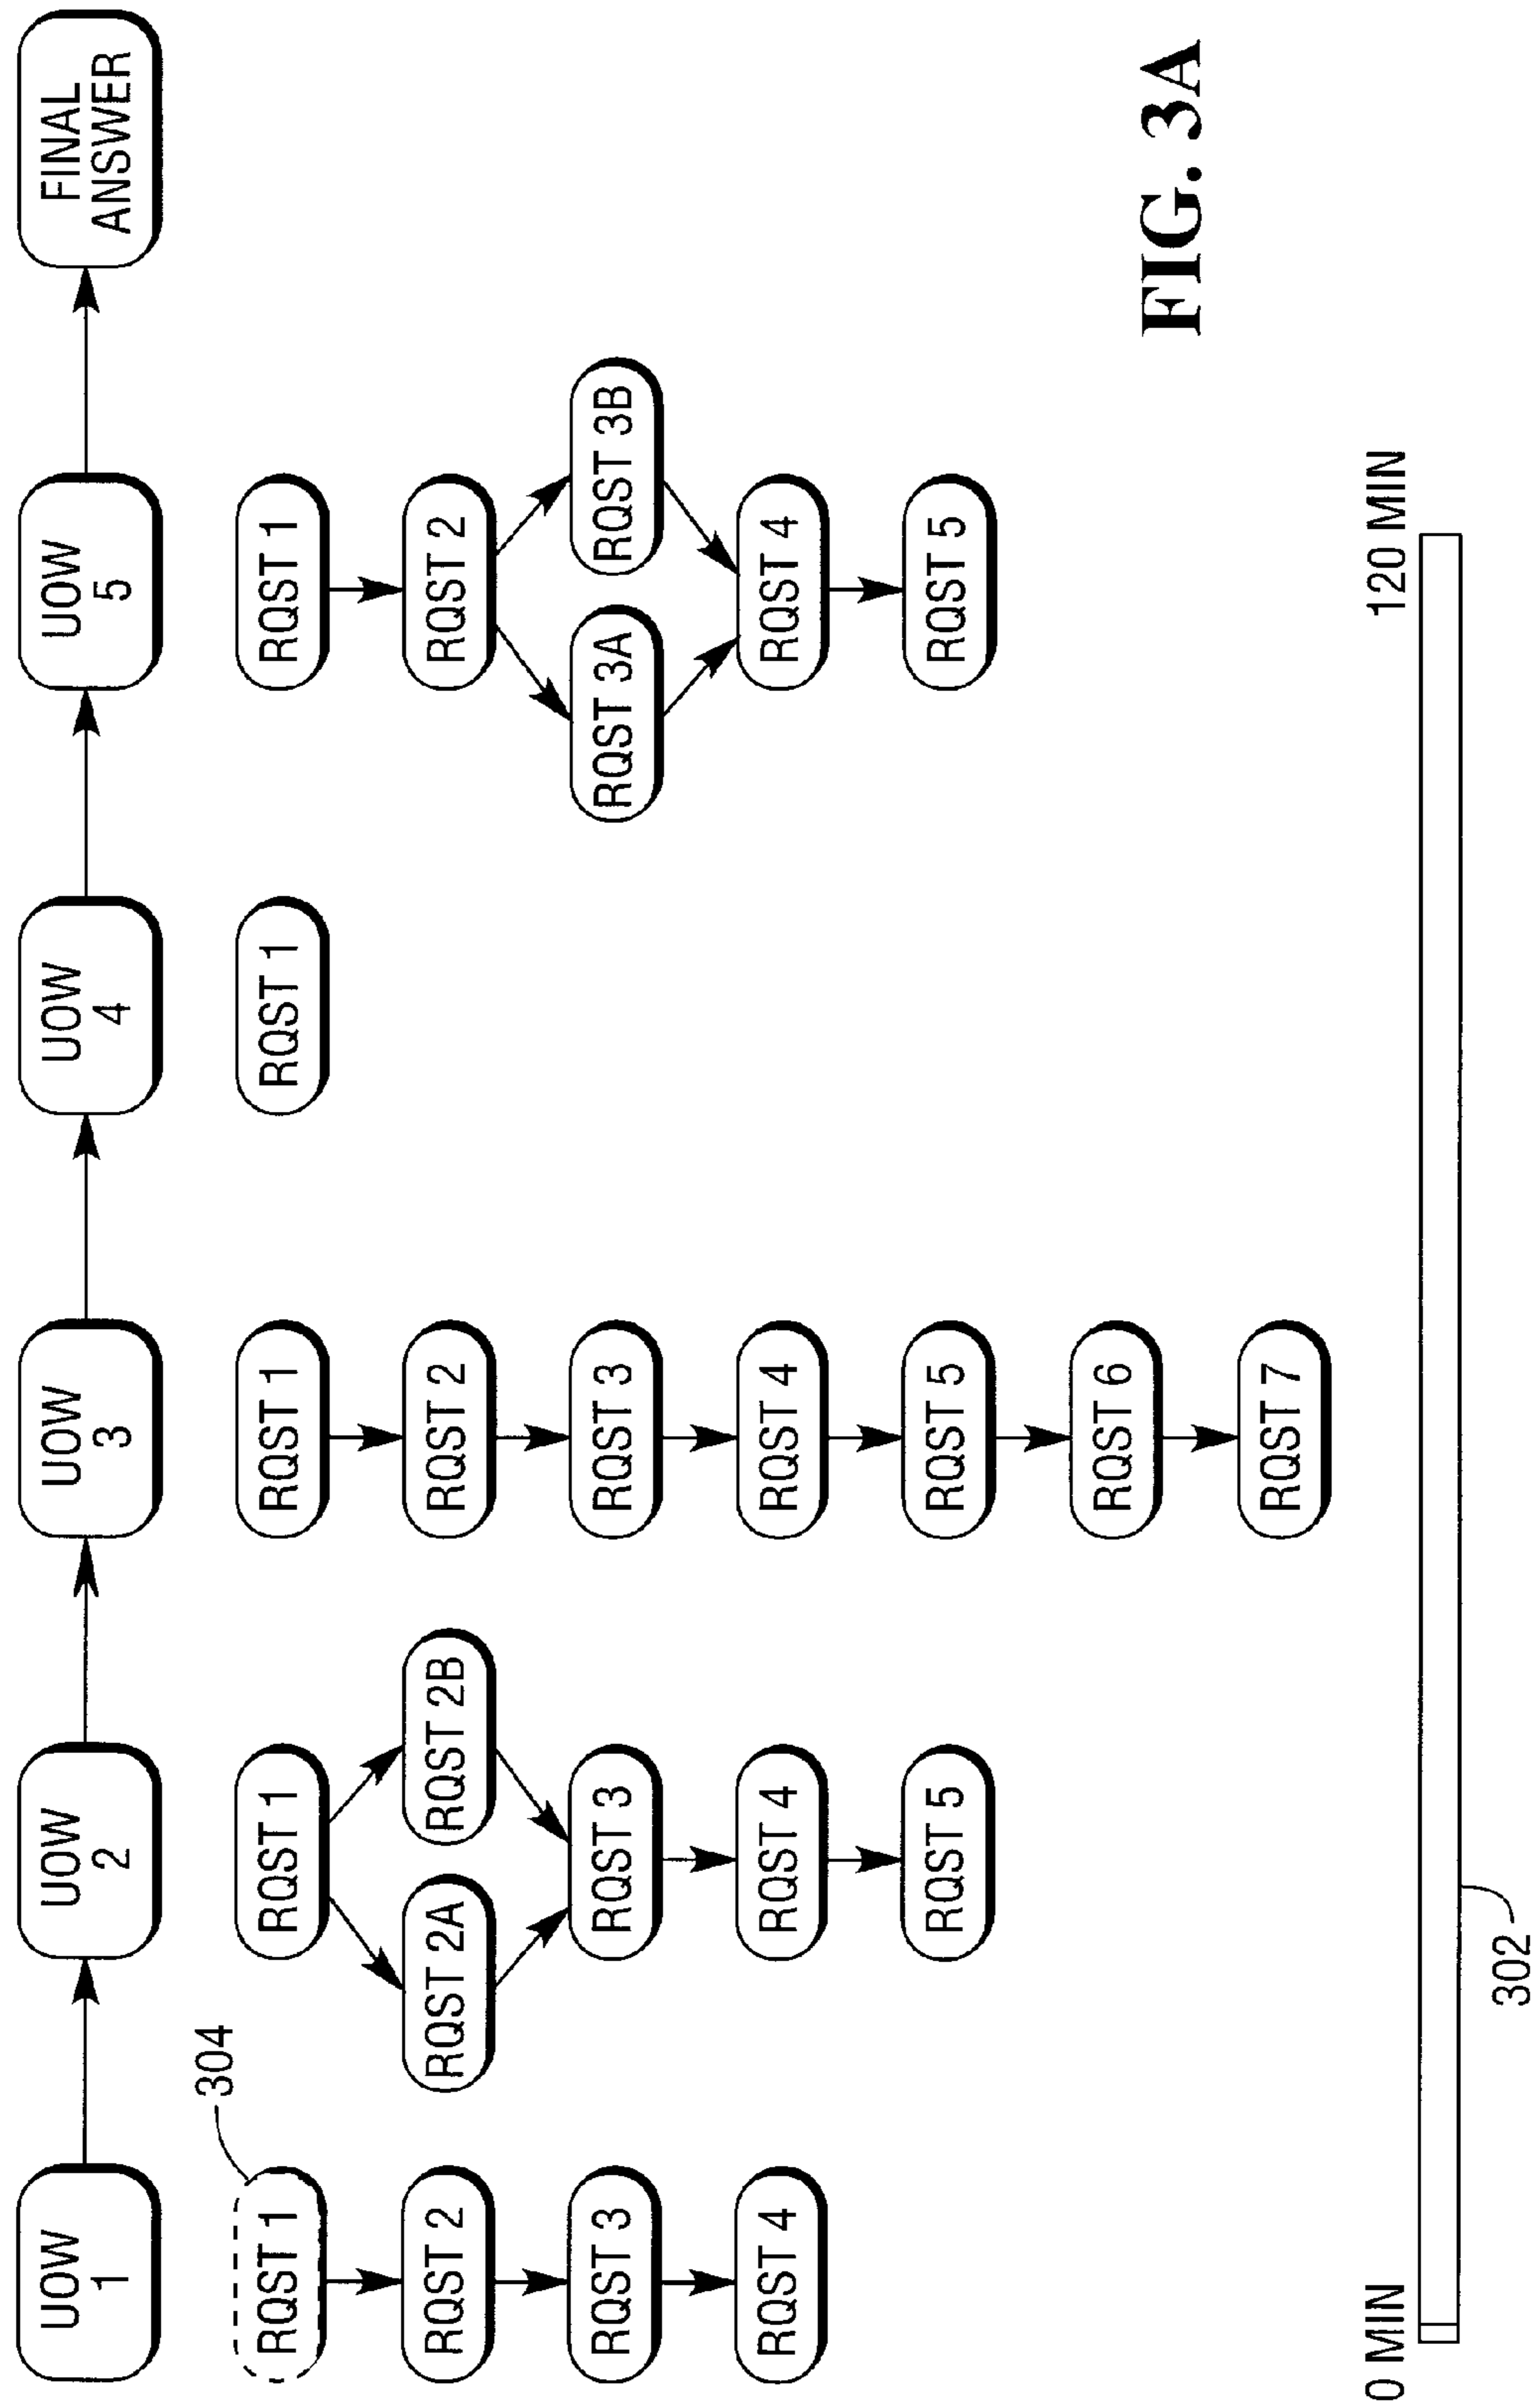 UOW
1
UOW
2
UOW
3
UOW
4
UOW
5
FINAL
ANSWER
304
RQST 1
RQST 2
RQST 3
RQST 4
RQST 1
RQST 2A
RQST 2B
RQST 3
RQST 4
RQST 5
RQST 1
RQST 2
RQST 3
RQST 4
RQST 5
RQST 6
RQST 7
RQST 1
RQST 1
RQST 2
RQST 3A
RQST 3B
RQST 4
RQST 5
0 MIN
120 MIN
302
FIG. 3A